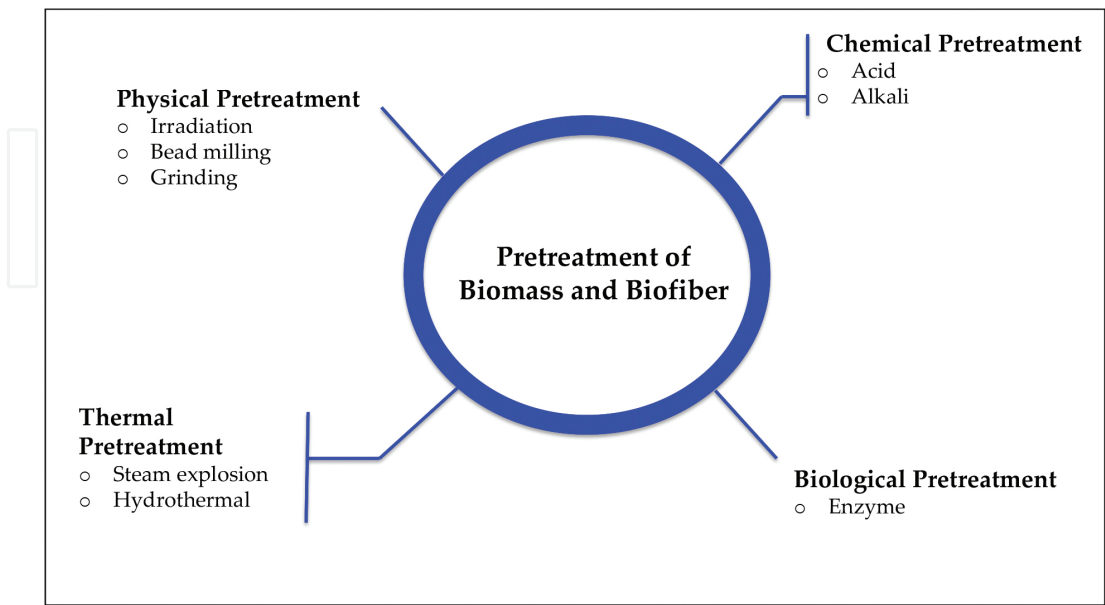 Physical Pretreatment
o Irradiation
o Bead milling
o Grinding
Chemical Pretreatment
o Acid
o Alkali
Pretreatment of
Biomass and Biofiber
Thermal
Pretreatment
o Steam explosion
o Hydrothermal
Biological Pretreatment
o Enzyme